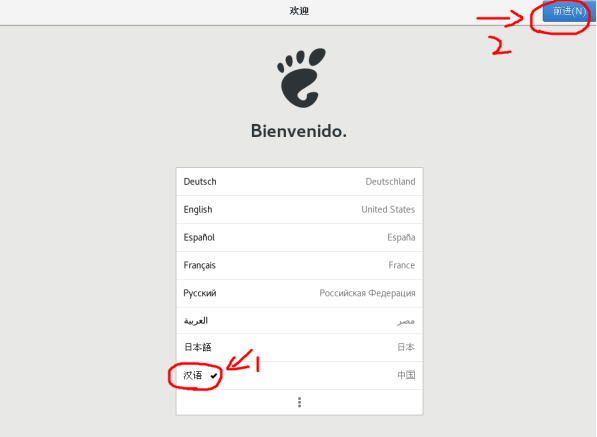 欢迎
前进(N)
2
Bienvenido.
Deutsch Deutschland
English United States
Español España
Français France
Русский Российская Федерация
العربية مصر
日本語 日本
汉语 中国
1